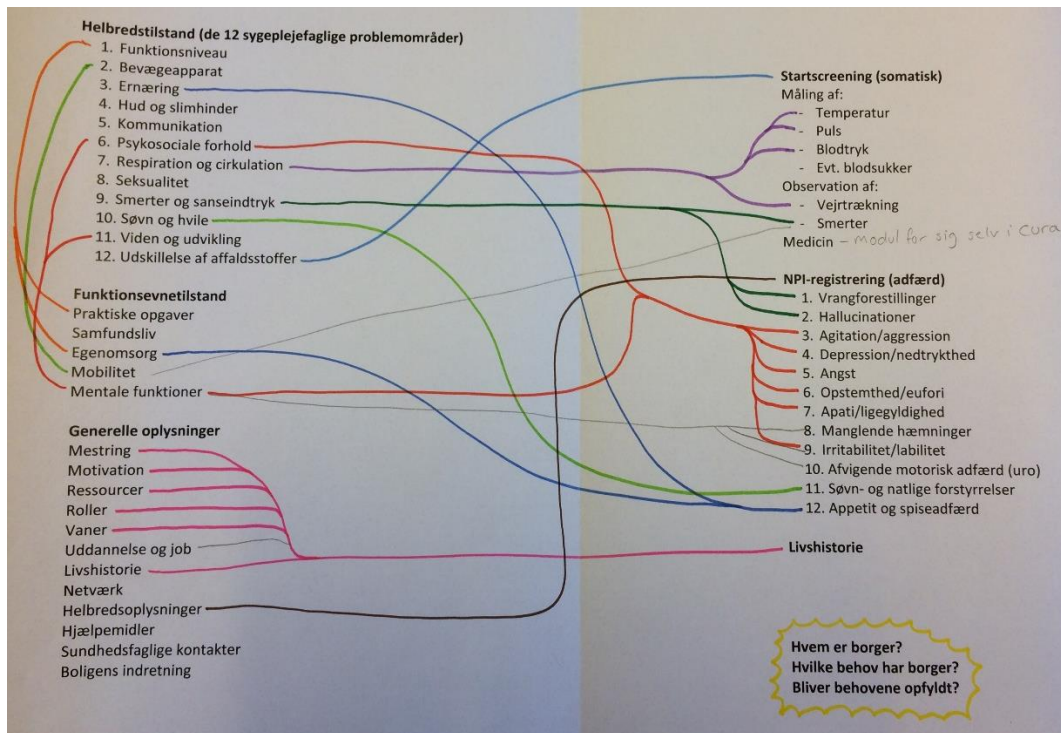 Helbredstilstand (de 12 sygeplejefaglige problemområder)
1. Funktionsniveau
2. Bevægeapparat
3. Ernæring
4. Hud og slimhinder
5. Kommunikation
6. Psykosociale forhold
7. Respiration og cirkulation
8. Seksualitet
9. Smerter og sanseindtryk
10. Søvn og hvile
11. Viden og udvikling
12. Udskillelse af affaldsstoffer
Funktionsevnetilstand
Praktiske opgaver
Samfundsliv
Egenomsorg
Mobilitet
Mentale funktioner
Generelle oplysninger
Mestring
Motivation
Ressourcer
Roller
Vaner
Uddannelse og job
Livshistorie
Netværk
Helbredsoplysninger
Hjælpemidler
Sundhedsfaglige kontakter
Boligens indretning
Startscreening (somatisk)
Måling af:
- Temperatur
- Puls
- Blodtryk
- Evt. blodsukker
Observation af:
- Vejrtrækning
- Smerter
Medicin – modul for sig selv i Cura
NPI-registrering (adfærd)
1. Vrangforestillinger
2. Hallucinationer
3. Agitation/aggression
4. Depression/nedtrykthed
5. Angst
6. Opstemthed/eufori
7. Apati/ligegyldighed
8. Manglende hæmninger
9. Irritabilitet/labilitet
10. Afvigende motorisk adfærd (uro)
11. Søvn- og natlige forstyrrelser
12. Appetit og spiseadfærd
Livshistorie
Hvem er borger?
Hvilke behov har borger?
Bliver behovene opfyldt?